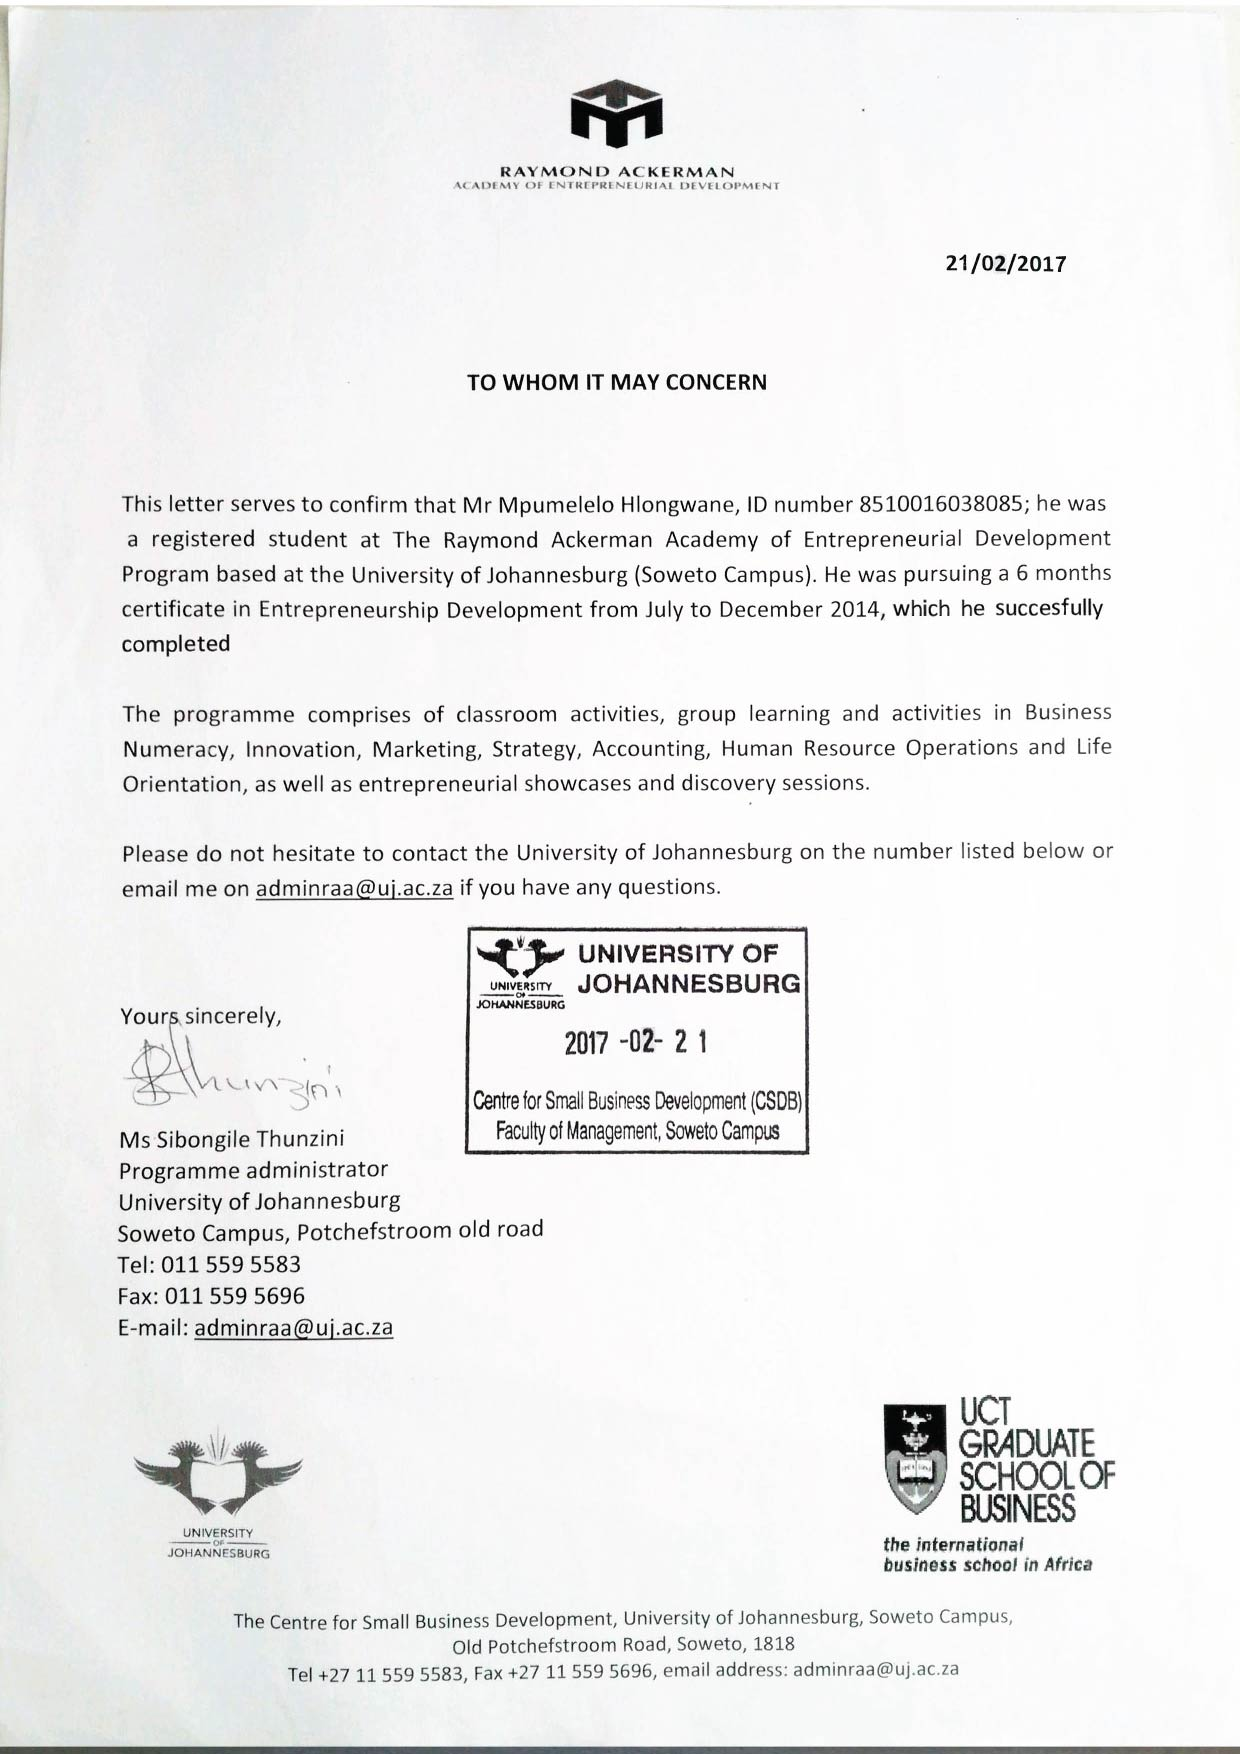 RAYMOND ACKERMAN
ACADEMY OF ENTREPRENEURIAL DEVELOPMENT
21/02/2017
TO WHOM IT MAY CONCERN
This letter serves to confirm that Mr Mpumelelo Hlongwane, ID number 8510016038085; he was
a registered student at The Raymond Ackerman Academy of Entrepreneurial Development
Program based at the University of Johannesburg (Soweto Campus). He was pursuing a 6 months
certificate in Entrepreneurship Development from July to December 2014, which he succesfully
completed
The programme comprises of classroom activities, group learning and activities in Business
Numeracy, Innovation, Marketing, Strategy, Accounting, Human Resource Operations and Life
Orientation, as well as entrepreneurial showcases and discovery sessions.
Please do not hesitate to contact the University of Johannesburg on the number listed below or
email me on adminraa@uj.ac.za if you have any questions.
UNIVERSITY OF
JOHANNESBURG
UNIVERSITY
OF
JOHANNESBURG
2017 -02- 21
Centre for Small Business Development (CSDB)
Faculty of Management, Soweto Campus
Yours sincerely,
SThunzini
Ms Sibongile Thunzini
Programme administrator
University of Johannesburg
Soweto Campus, Potchefstroom old road
Tel: 011 559 5583
Fax: 011 559 5696
E-mail: adminraa@uj.ac.za
UNIVERSITY
OF
JOHANNESBURG
UCT
GRADUATE
SCHOOL OF
BUSINESS
the international
business school in Africa
The Centre for Small Business Development, University of Johannesburg, Soweto Campus,
Old Potchefstroom Road, Soweto, 1818
Tel +27 11 559 5583, Fax +27 11 559 5696, email address: adminraa@uj.ac.za